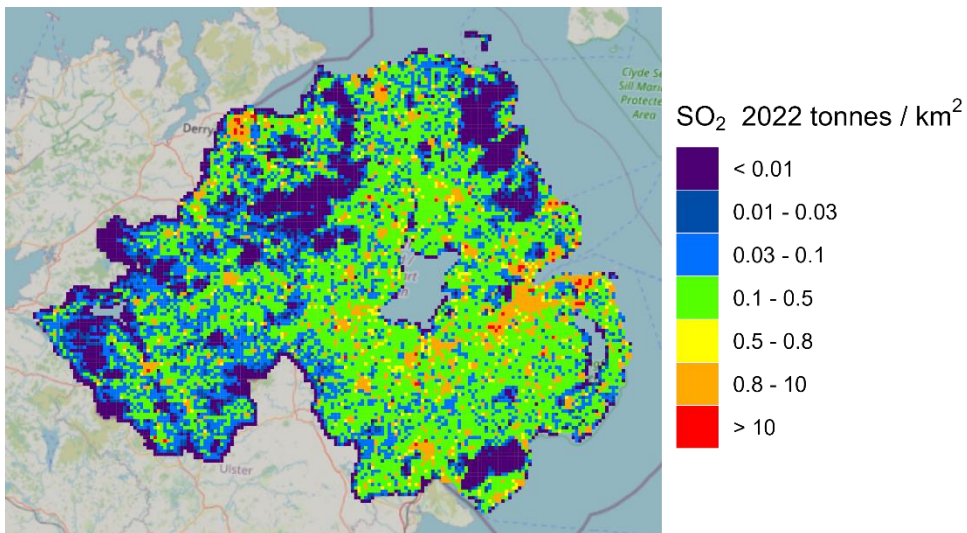 Clyde Se
Sill Marin
Protecte
Area
Derry
Ulster
SO₂ 2022 tonnes / km²
< 0.01
0.01 - 0.03
0.03 - 0.1
0.1 - 0.5
0.5 - 0.8
0.8 - 10
> 10